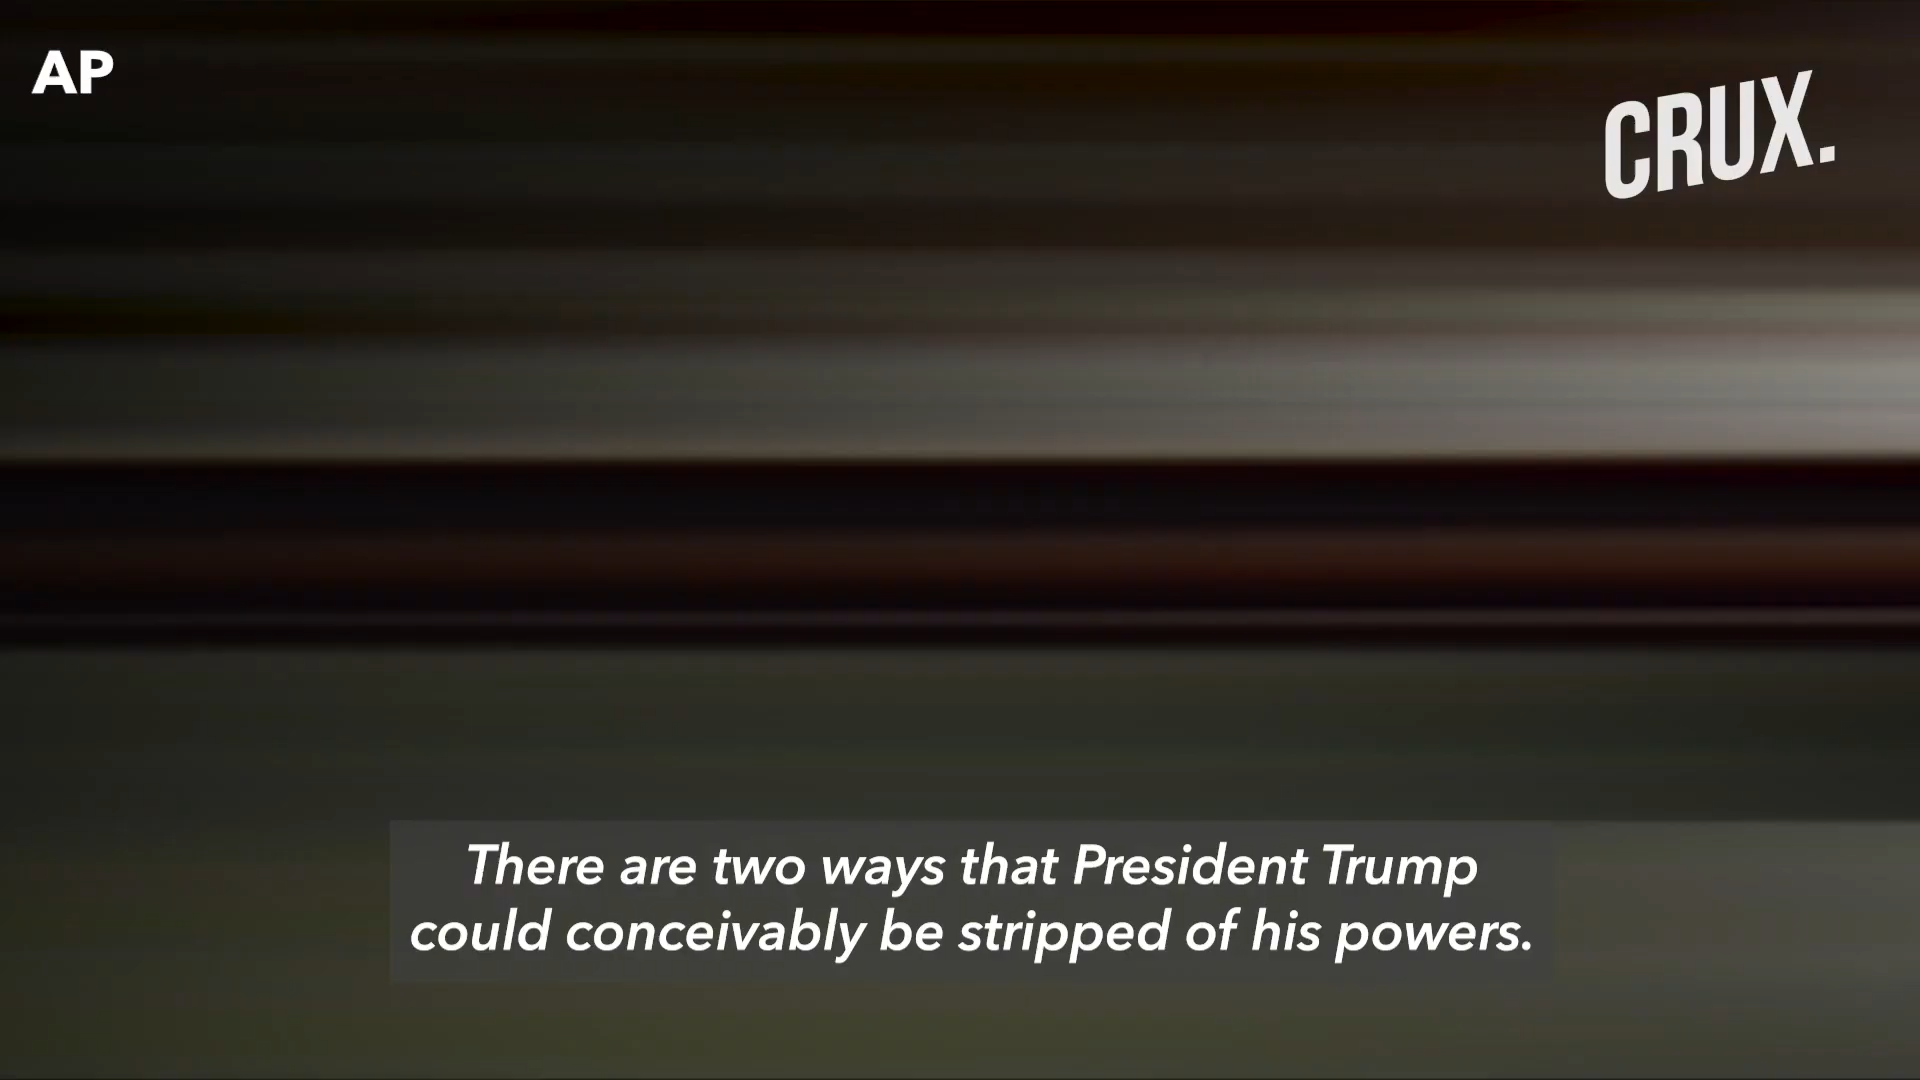 AP
CRUX.
There are two ways that President Trump
could conceivably be stripped of his powers.